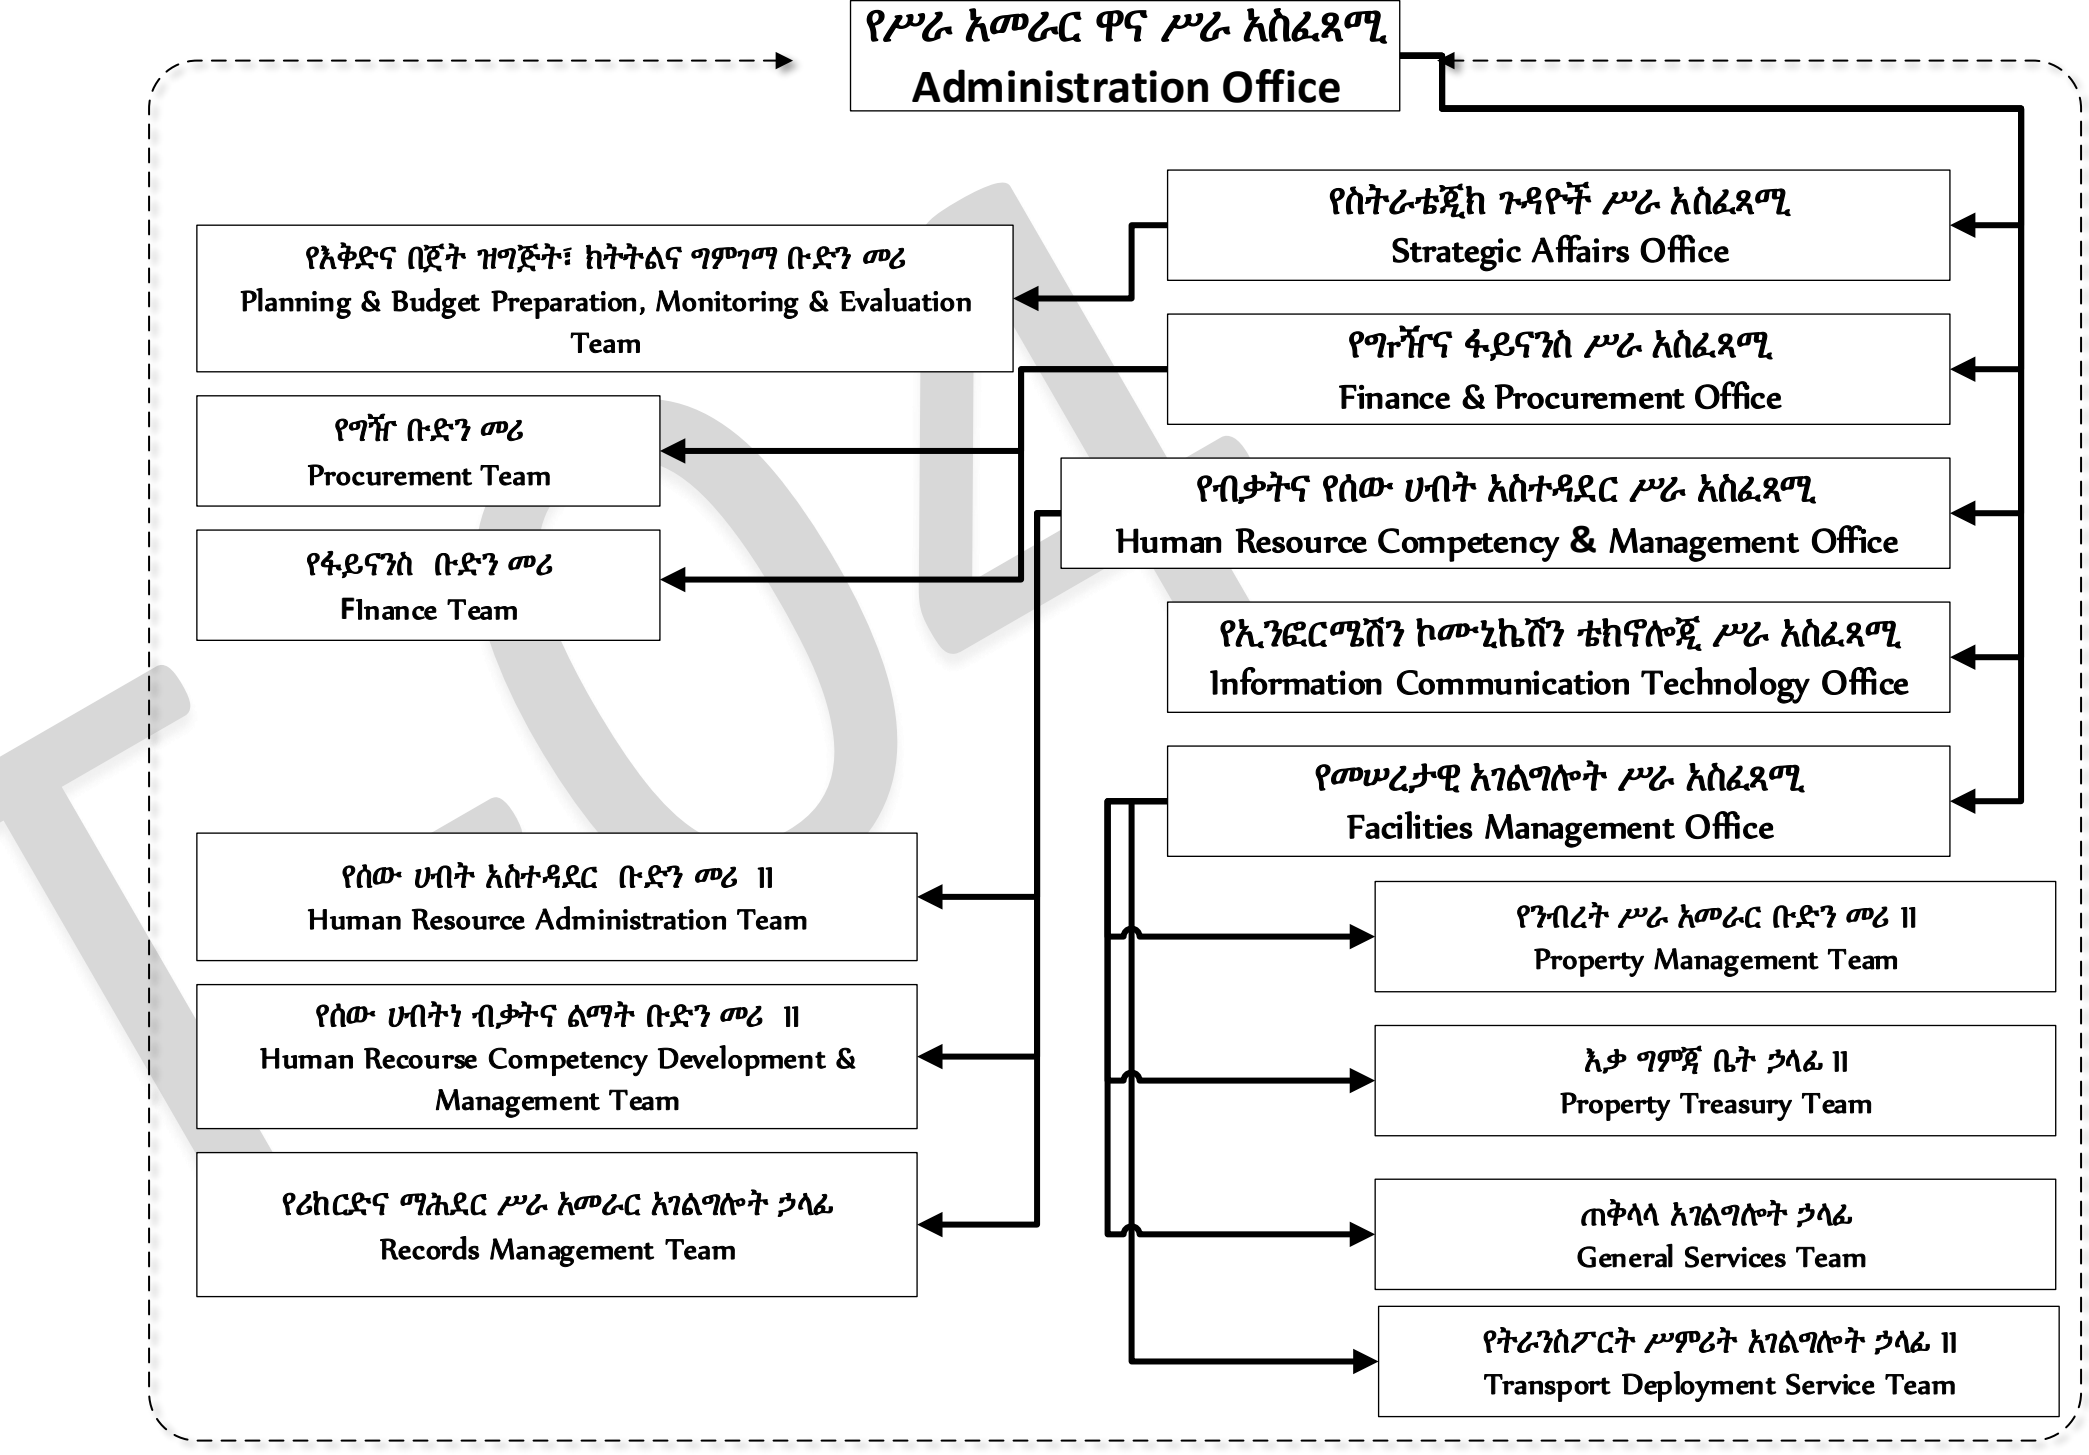 የሥራ አመራር ዋና ሥራ አስፈጻሚ
Administration Office
የስትራቴጂክ ጉዳዮች ሥራ አስፈጻሚ
Strategic Affairs Office
የእቅድና በጀት ዝግጅት፣ ክትትልና ግምገማ ቡድን መሪ
Planning & Budget Preparation, Monitoring & Evaluation
Team
የግrዥና ፋይናንስ ሥራ አስፈጻሚ
Finance & Procurement Office
የግዥ ቡድን መሪ
Procurement Team
የፋይናንስ ቡድን መሪ
FInance Team
የብቃትና የሰው ሀብት አስተዳደር ሥራ አስፈጻሚ
Human Resource Competency & Management Office
የኢንፎርሜሽን ኮሙኒኬሽን ቴክኖሎጂ ሥራ አስፈጻሚ
Information Communication Technology Office
የመሠረታዊ አገልግሎት ሥራ አስፈጻሚ
Facilities Management Office
የሰው ሀብት አስተዳደር ቡድን መሪ II
Human Resource Administration Team
የሰው ሀብትነ ብቃትና ልማት ቡድን መሪ II
Human Recourse Competency Development &
Management Team
የሪከርድና ማሕደር ሥራ አመራር አገልግሎት ኃላፊ
Records Management Team
የንብረት ሥራ አመራር ቡድን መሪ II
Property Management Team
እቃ ግምጃ ቤት ኃላፊ II
Property Treasury Team
ጠቅላላ አገልግሎት ኃላፊ
General Services Team
የትራንስፖርት ሥምሪት አገልግሎት ኃላፊ II
Transport Deployment Service Team